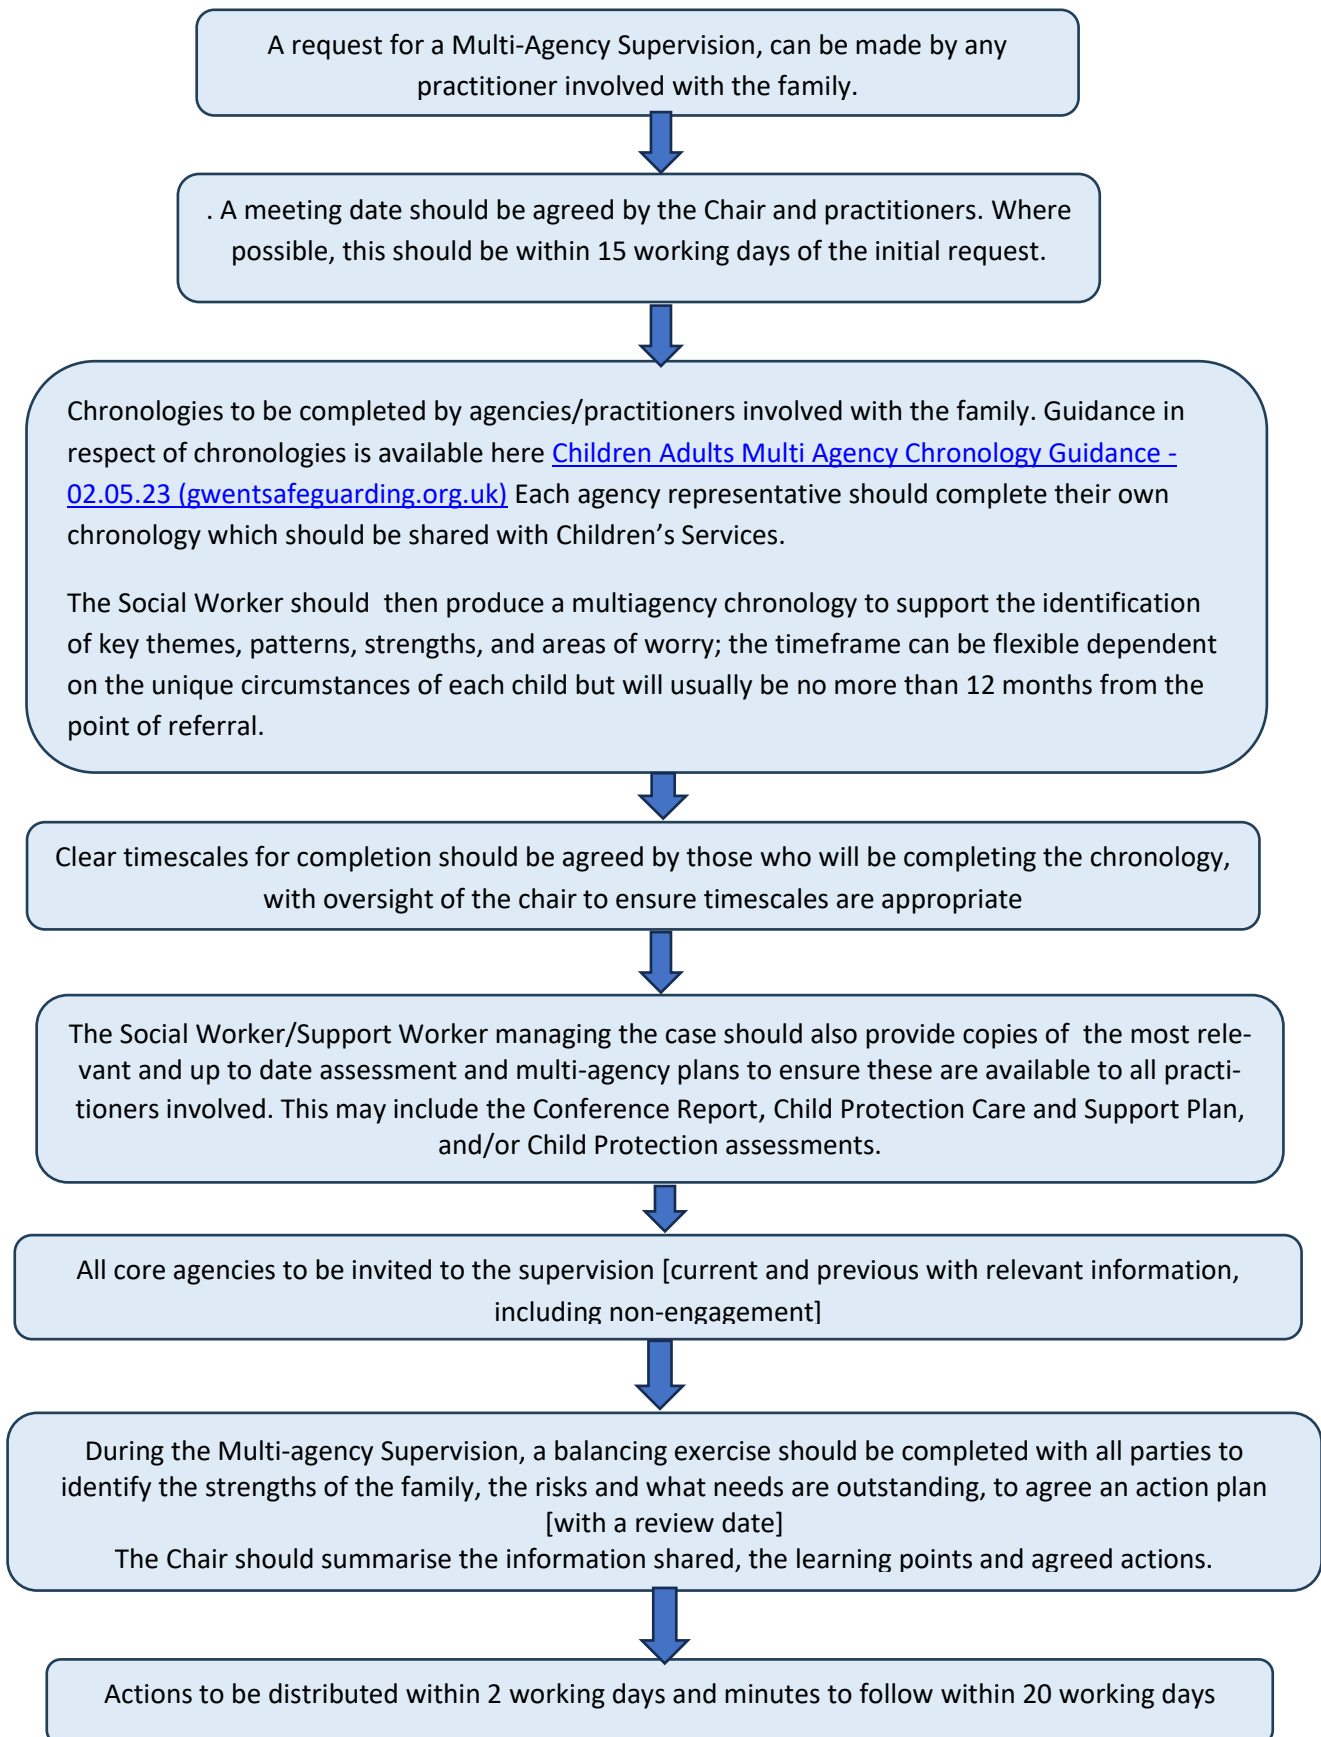 A request for a Multi-Agency Supervision, can be made by any
practitioner involved with the family.
. A meeting date should be agreed by the Chair and practitioners. Where
possible, this should be within 15 working days of the initial request.
Chronologies to be completed by agencies/practitioners involved with the family. Guidance in
respect of chronologies is available here Children Adults Multi Agency Chronology Guidance -
02.05.23 (gwentsafeguarding.org.uk) Each agency representative should complete their own
chronology which should be shared with Children’s Services.
The Social Worker should  then produce a multiagency chronology to support the identification
of key themes, patterns, strengths, and areas of worry; the timeframe can be flexible dependent
on the unique circumstances of each child but will usually be no more than 12 months from the
point of referral.
Clear timescales for completion should be agreed by those who will be completing the chronology,
with oversight of the chair to ensure timescales are appropriate
The Social Worker/Support Worker managing the case should also provide copies of  the most rele-
vant and up to date assessment and multi-agency plans to ensure these are available to all practi-
tioners involved. This may include the Conference Report, Child Protection Care and Support Plan,
and/or Child Protection assessments.
All core agencies to be invited to the supervision [current and previous with relevant information,
including non-engagement]
During the Multi-agency Supervision, a balancing exercise should be completed with all parties to
identify the strengths of the family, the risks and what needs are outstanding, to agree an action plan
[with a review date]
The Chair should summarise the information shared, the learning points and agreed actions.
Actions to be distributed within 2 working days and minutes to follow within 20 working days